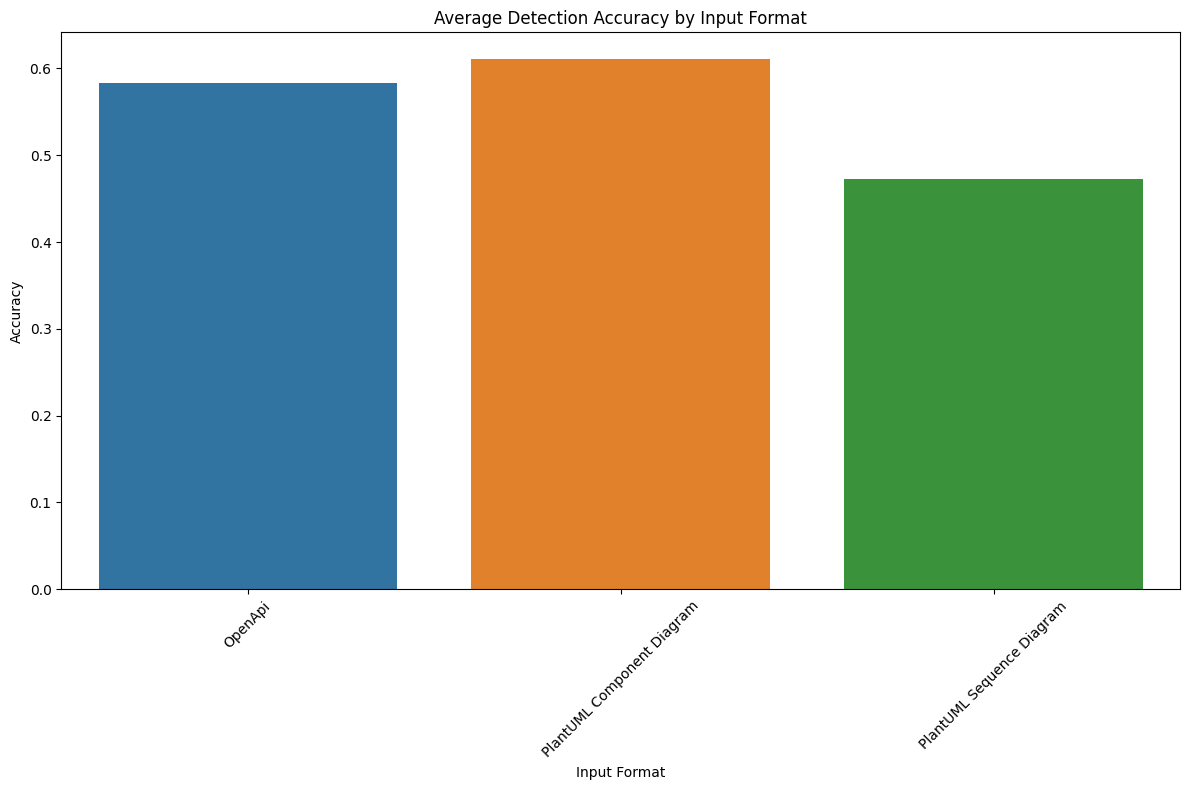 Average Detection Accuracy by Input Format
Accuracy
0.6
0.5
0.4
0.3
0.2
0.1
0.0
OpenApi
PlantUML Component Diagram
PlantUML Sequence Diagram
Input Format